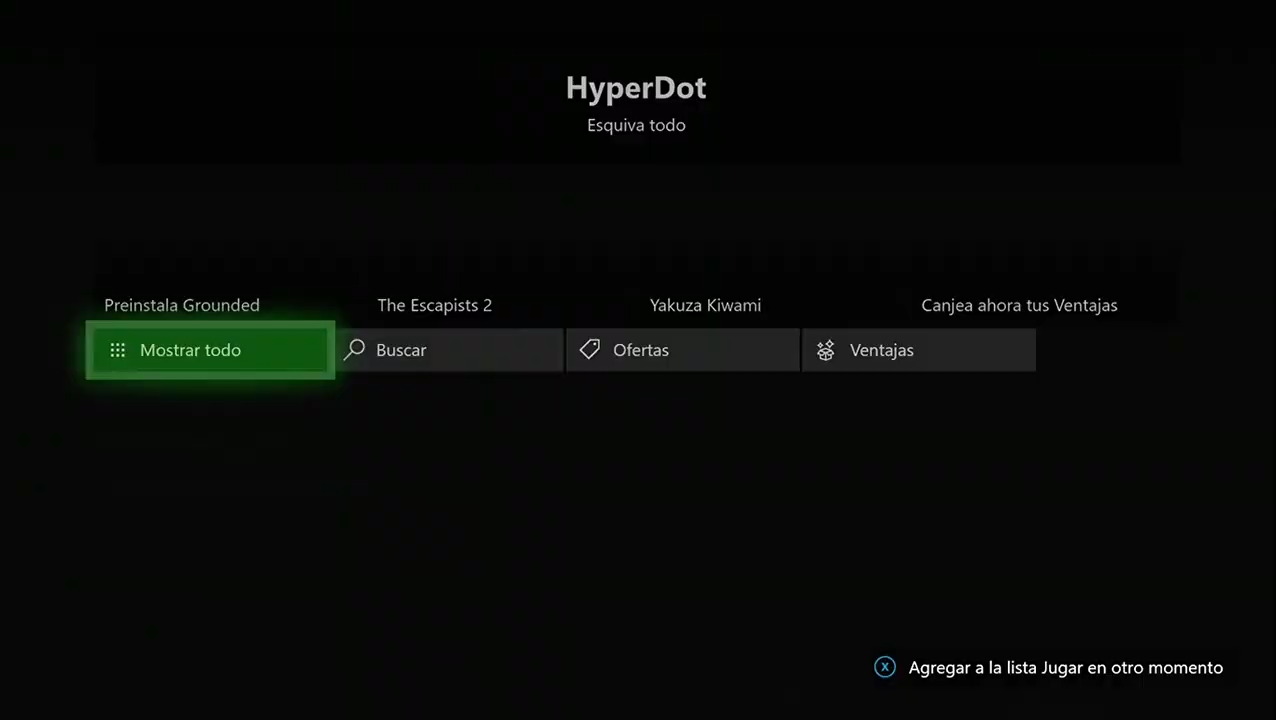 HyperDot
Esquiva todo
Preinstala Grounded
The Escapists 2
Yakuza Kiwami
Canjea ahora tus Ventajas
Mostrar todo
Buscar
Ofertas
Ventajas
X Agregar a la lista Jugar en otro momento